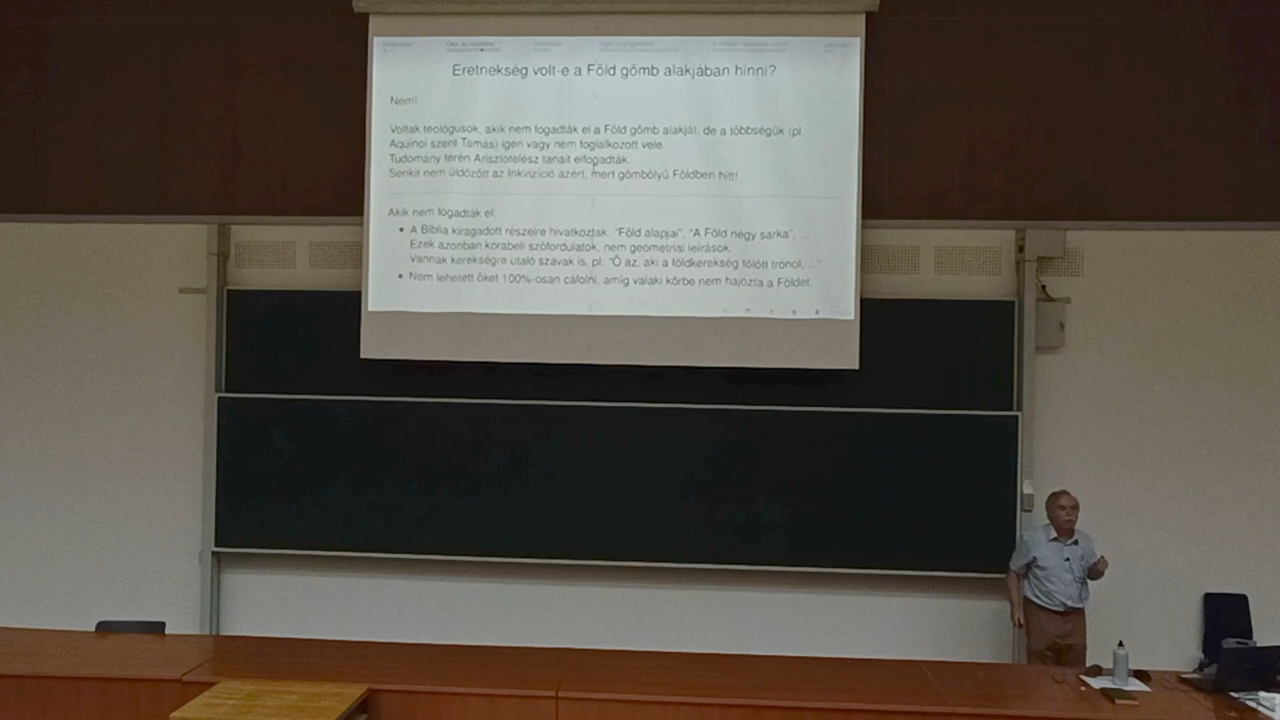 Eretnekség volt-e a Föld gömb alakjában hinni?
Nem!
Voltak teológusok, akik nem fogadták el a Föld gömb alakját, de a többségük (pl.
Aquinói szent Tamás) igen vagy nem foglalkozott vele.
Tudomány terén Arisztotelész tanait elfogadták.
Senkit nem üldözött az Inkvizíció azért, mert gömbölyű Földben hitt!
Akik nem fogadták el:
• A Biblia kiragadott részeire hivatkoztak. "Föld alapjai", "A Föld négy sarka", ...
Ezek azonban korabeli szófordulatok, nem geometriai leírások.
Vannak kerekségre utaló szavak is, pl: "Ő az, aki a földkerekség fölött trónol, ..."
• Nem lehetett őket 100%-osan cáfolni, amíg valaki körbe nem hajózta a Földet.